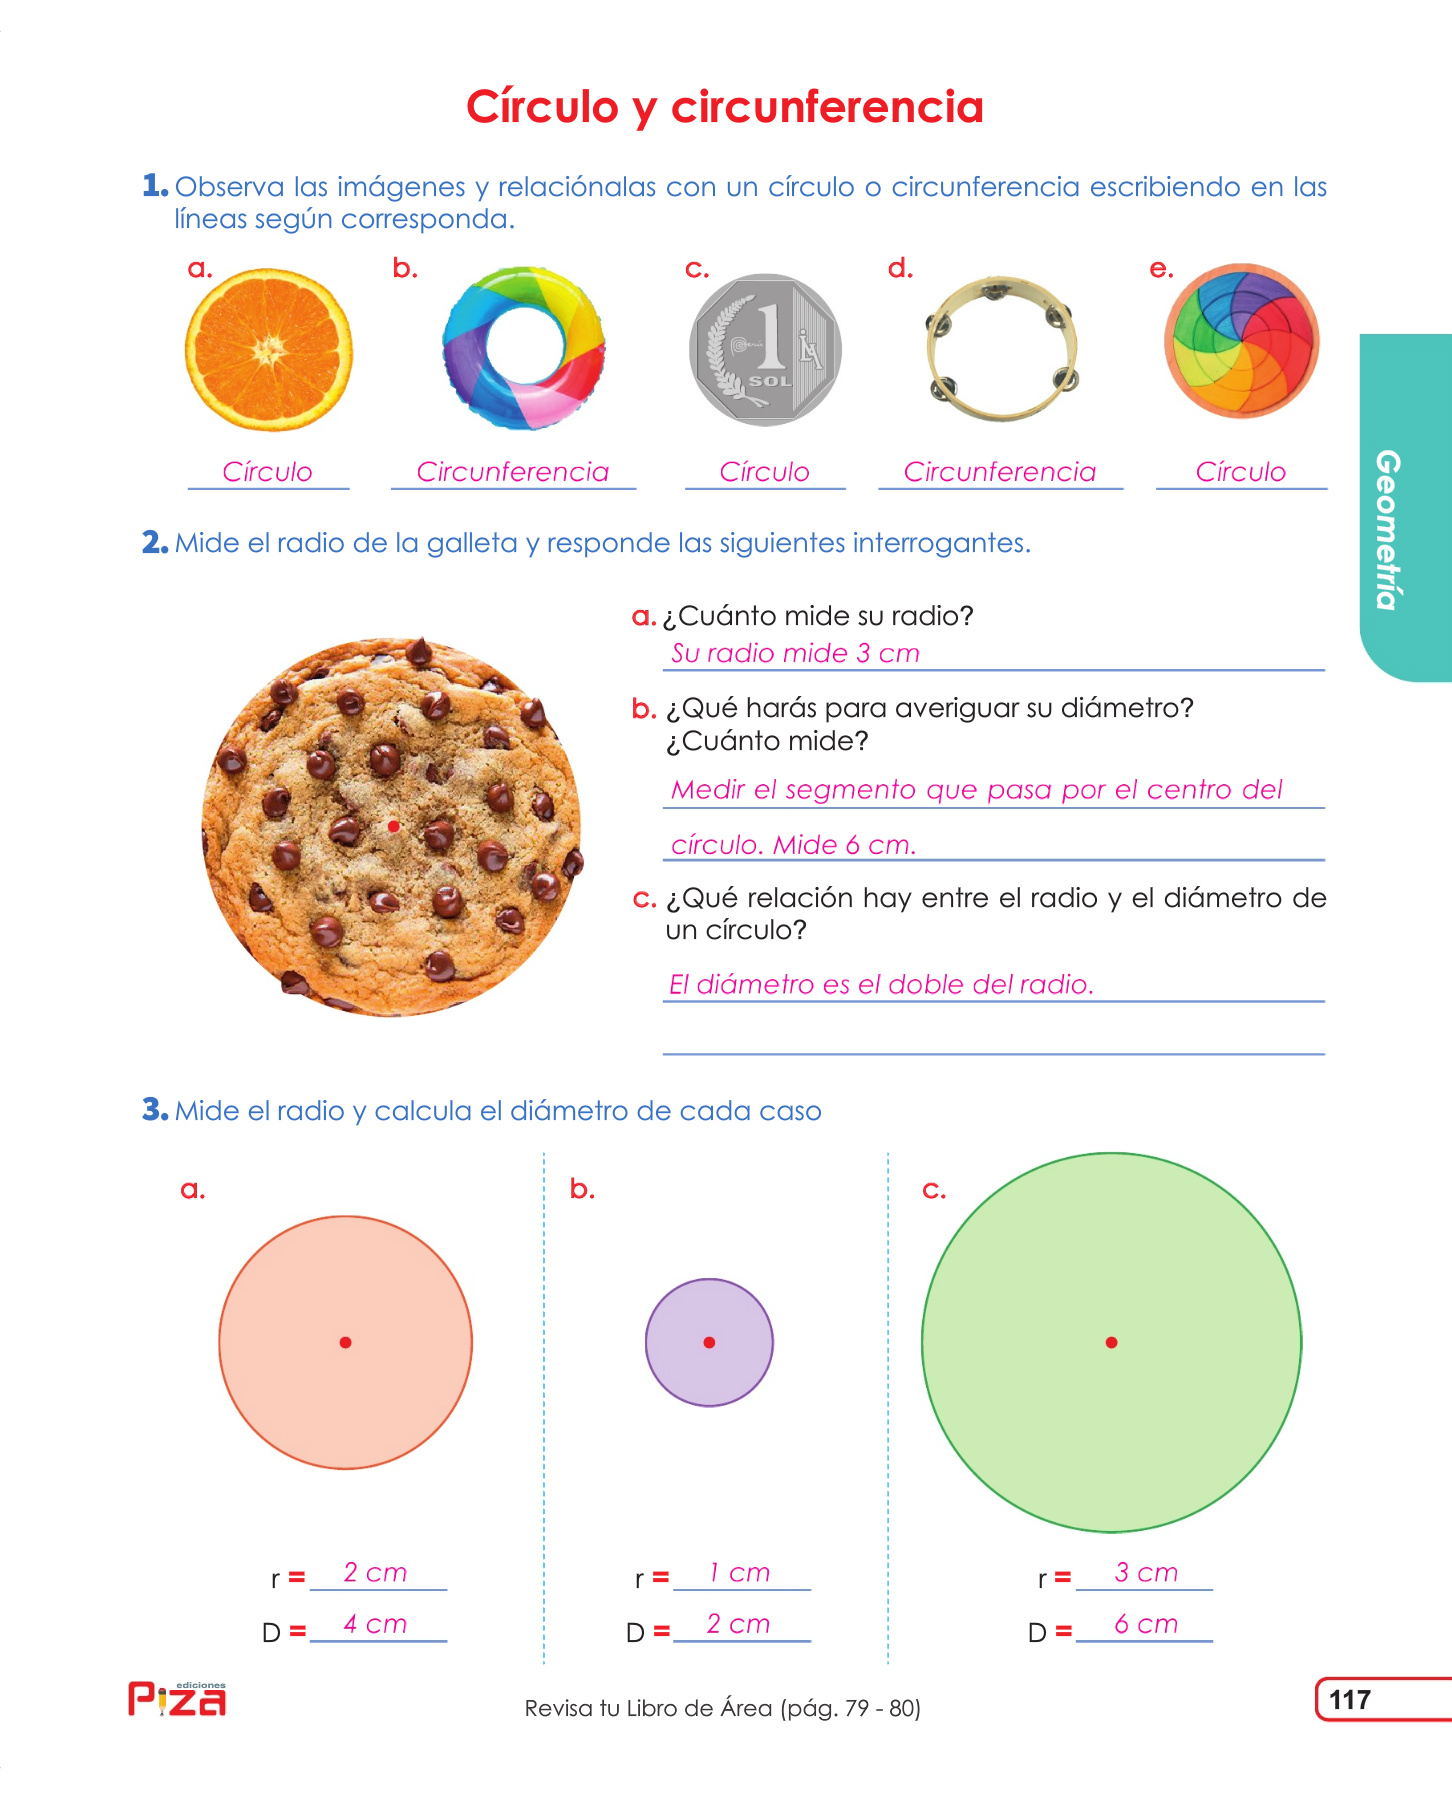 Círculo y circunferencia
1. Observa las imágenes y relaciónalas con un círculo o circunferencia escribiendo en las
líneas según corresponda.
a. b. c. d. e.
1
Perú
SOL
Círculo Circunferencia Círculo Circunferencia Círculo
Geometría
2. Mide el radio de la galleta y responde las siguientes interrogantes.
a. ¿Cuánto mide su radio?
Su radio mide 3 cm
b. ¿Qué harás para averiguar su diámetro?
¿Cuánto mide?
Medir el segmento que pasa por el centro del
círculo. Mide 6 cm.
c. ¿Qué relación hay entre el radio y el diámetro de
un círculo?
El diámetro es el doble del radio.
3. Mide el radio y calcula el diámetro de cada caso
a. b. c.
r = 2 cm r = 1 cm r = 3 cm
D = 4 cm D = 2 cm D = 6 cm
ediciones
Piza
Revisa tu Libro de Área (pág. 79 - 80)
117